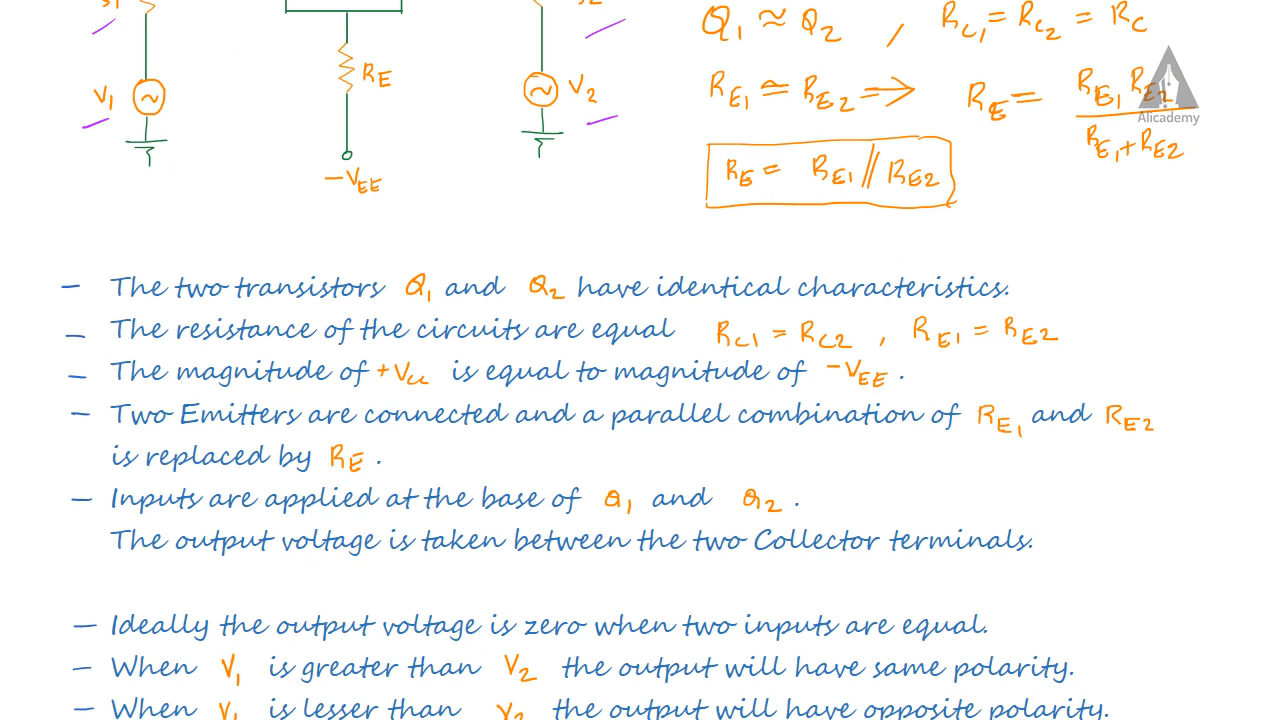 S1
S2
V1
RE
V2
-VEE
Q1 ≈ Q2 , RC1 = RC2 = RC
RE1 ≃ RE2 ⟹ RE = RE1 RE2 / RE1 + RE2
Alicademy
RE = RE1 // RE2
- The two transistors Q1 and Q2 have identical characteristics.
- The resistance of the circuits are equal RC1 = RC2 , RE1 = RE2
- The magnitude of +Vcc is equal to magnitude of -VEE .
- Two Emitters are connected and a parallel combination of RE1 and RE2
is replaced by RE .
- Inputs are applied at the base of Q1 and Q2 .
The output voltage is taken between the two Collector terminals.
- Ideally the output voltage is zero when two inputs are equal.
- When V1 is greater than V2 the output will have same polarity.
- When V1 is lesser than V2 the output will have opposite polarity.